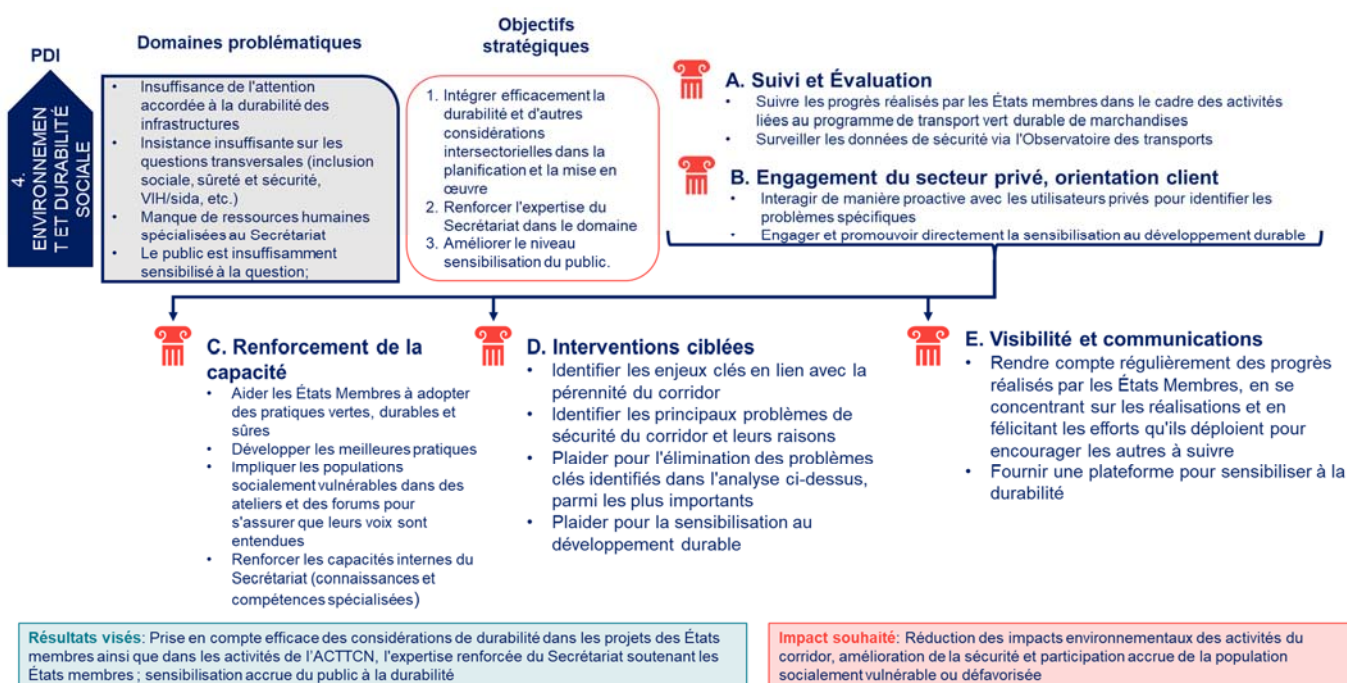 PDI
4.
ENVIRONNEMEN
T ET DURABILITÉ
SOCIALE
Domaines problématiques
• Insuffisance de l'attention
accordée à la durabilité des
infrastructures
• Insistance insuffisante sur les
questions transversales (inclusion
sociale, sûreté et sécurité,
VIH/sida, etc.)
• Manque de ressources humaines
spécialisées au Secrétariat
• Le public est insuffisamment
sensibilisé à la question;
Objectifs
stratégiques
1. Intégrer efficacement la
durabilité et d'autres
considérations
intersectorielles dans la
planification et la mise en
œuvre
2. Renforcer l'expertise du
Secrétariat dans le domaine
3. Améliorer le niveau
sensibilisation du public.
A. Suivi et Évaluation
• Suivre les progrès réalisés par les États membres dans le cadre des activités
liées au programme de transport vert durable de marchandises
• Surveiller les données de sécurité via l'Observatoire des transports
B. Engagement du secteur privé, orientation client
• Interagir de manière proactive avec les utilisateurs privés pour identifier les
problèmes spécifiques
• Engager et promouvoir directement la sensibilisation au développement durable
C. Renforcement de la
capacité
• Aider les États Membres à adopter
des pratiques vertes, durables et
sûres
• Développer les meilleures pratiques
• Impliquer les populations
socialement vulnérables dans des
ateliers et des forums pour
s'assurer que leurs voix sont
entendues
• Renforcer les capacités internes du
Secrétariat (connaissances et
compétences spécialisées)
D. Interventions ciblées
• Identifier les enjeux clés en lien avec la
pérennité du corridor
• Identifier les principaux problèmes de
sécurité du corridor et leurs raisons
• Plaider pour l'élimination des problèmes
clés identifiés dans l'analyse ci-dessus,
parmi les plus importants
• Plaider pour la sensibilisation au
développement durable
E. Visibilité et communications
• Rendre compte régulièrement des progrès
réalisés par les États Membres, en se
concentrant sur les réalisations et en
félicitant les efforts qu'ils déploient pour
encourager les autres à suivre
• Fournir une plateforme pour sensibiliser à la
durabilité
Résultats visés: Prise en compte efficace des considérations de durabilité dans les projets des États
membres ainsi que dans les activités de l'ACTTCN, l'expertise renforcée du Secrétariat soutenant les
États membres ; sensibilisation accrue du public à la durabilité
Impact souhaité: Réduction des impacts environnementaux des activités du
corridor, amélioration de la sécurité et participation accrue de la population
socialement vulnérable ou défavorisée